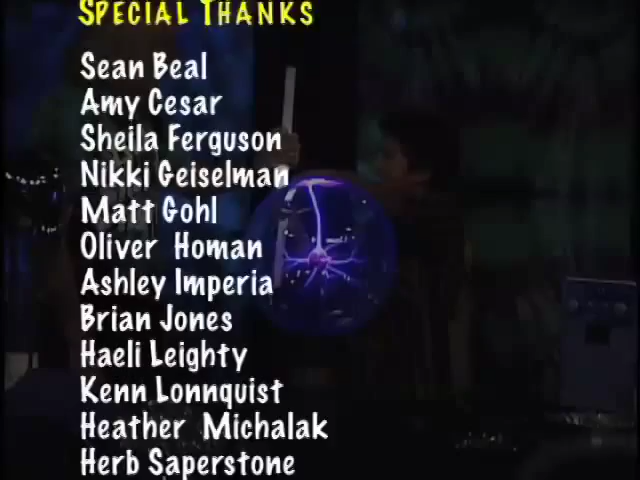 SPECIAL THANKS
Sean Beal
Amy Cesar
Sheila Ferguson
Nikki Geiselman
Matt Gohl
Oliver Homan
Ashley Imperia
Brian Jones
Haeli Leighty
Kenn Lonnquist
Heather Michalak
Herb Saperstone